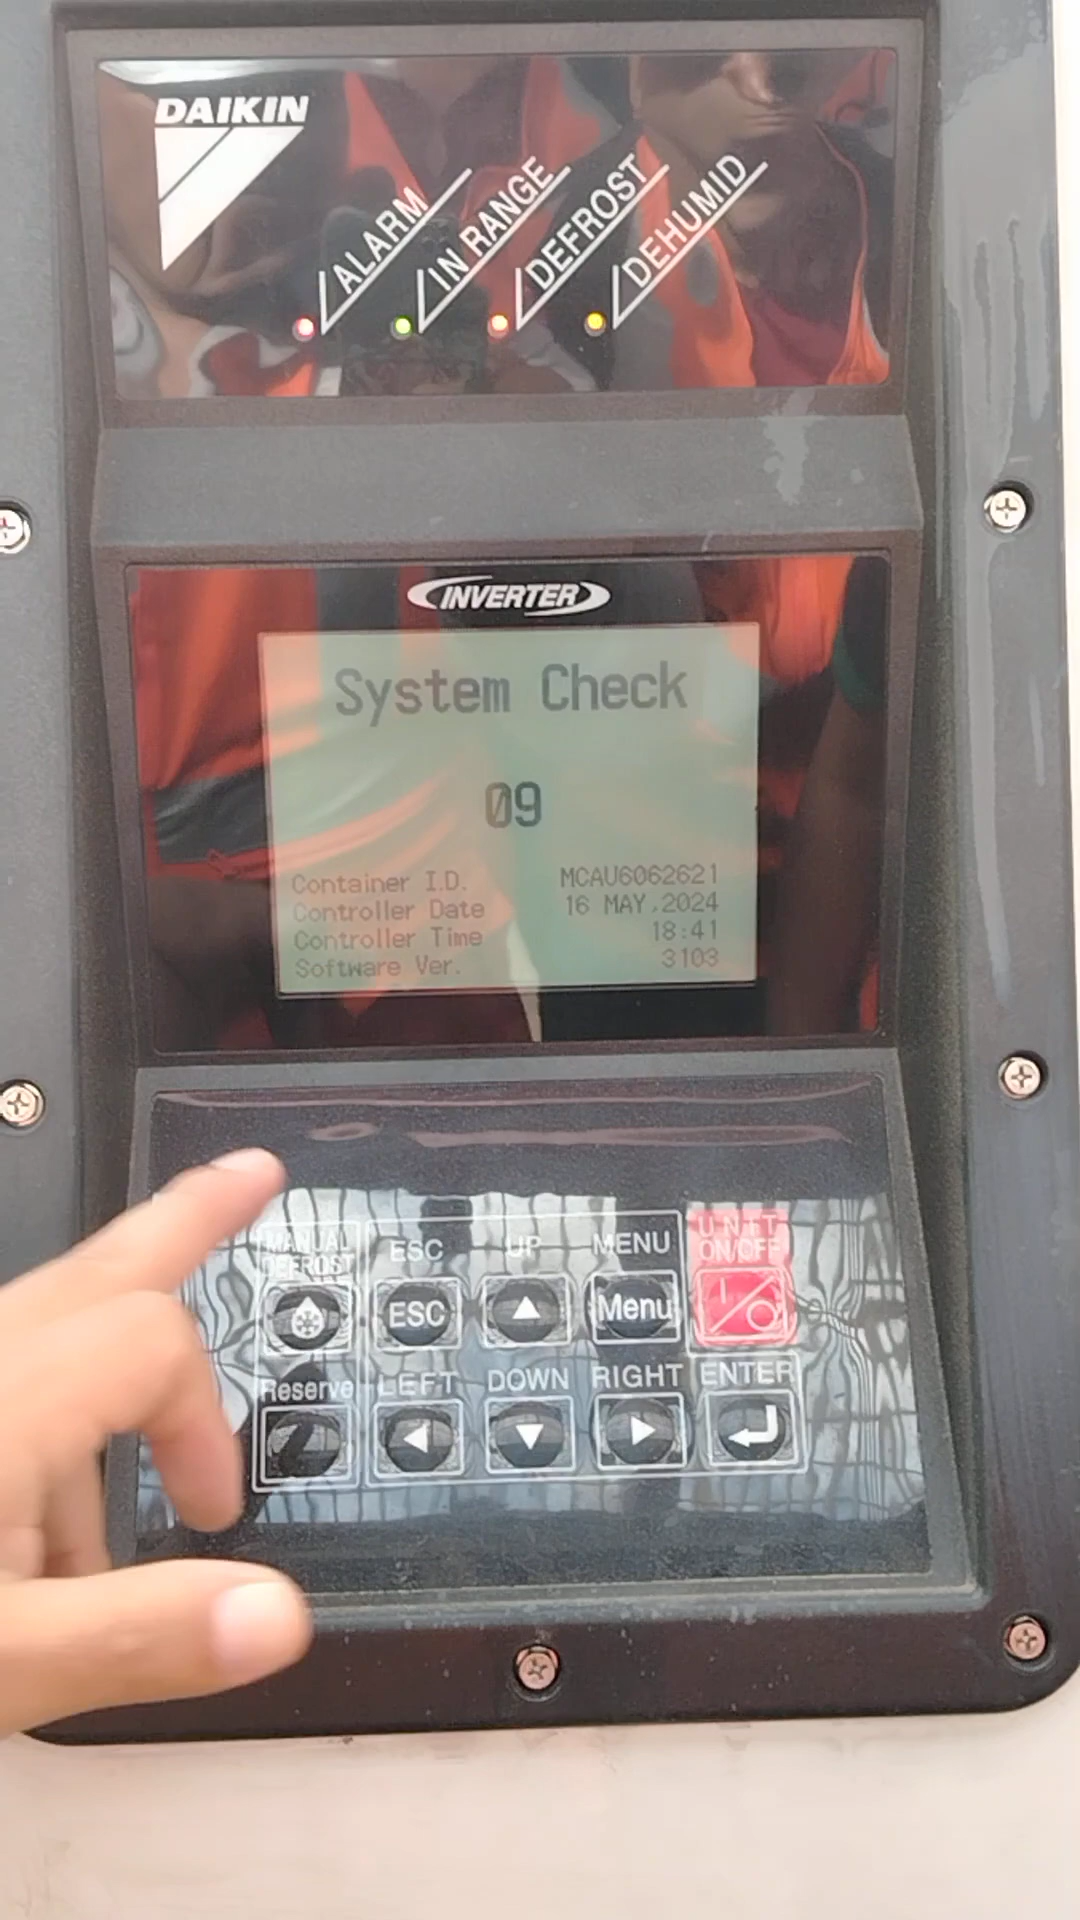 DAIKIN
ALARM
IN RANGE
DEFROST
DEHUMID
INVERTER
System Check
09
Container I.D. MCAU6062621
Controller Date 16 MAY,2024
Controller Time 18:41
Software Ver. 3103
MANUAL DEFROST
ESC
UP
MENU
UNIT ON/OFF
ESC
Menu
Reserve
LEFT
DOWN
RIGHT
ENTER